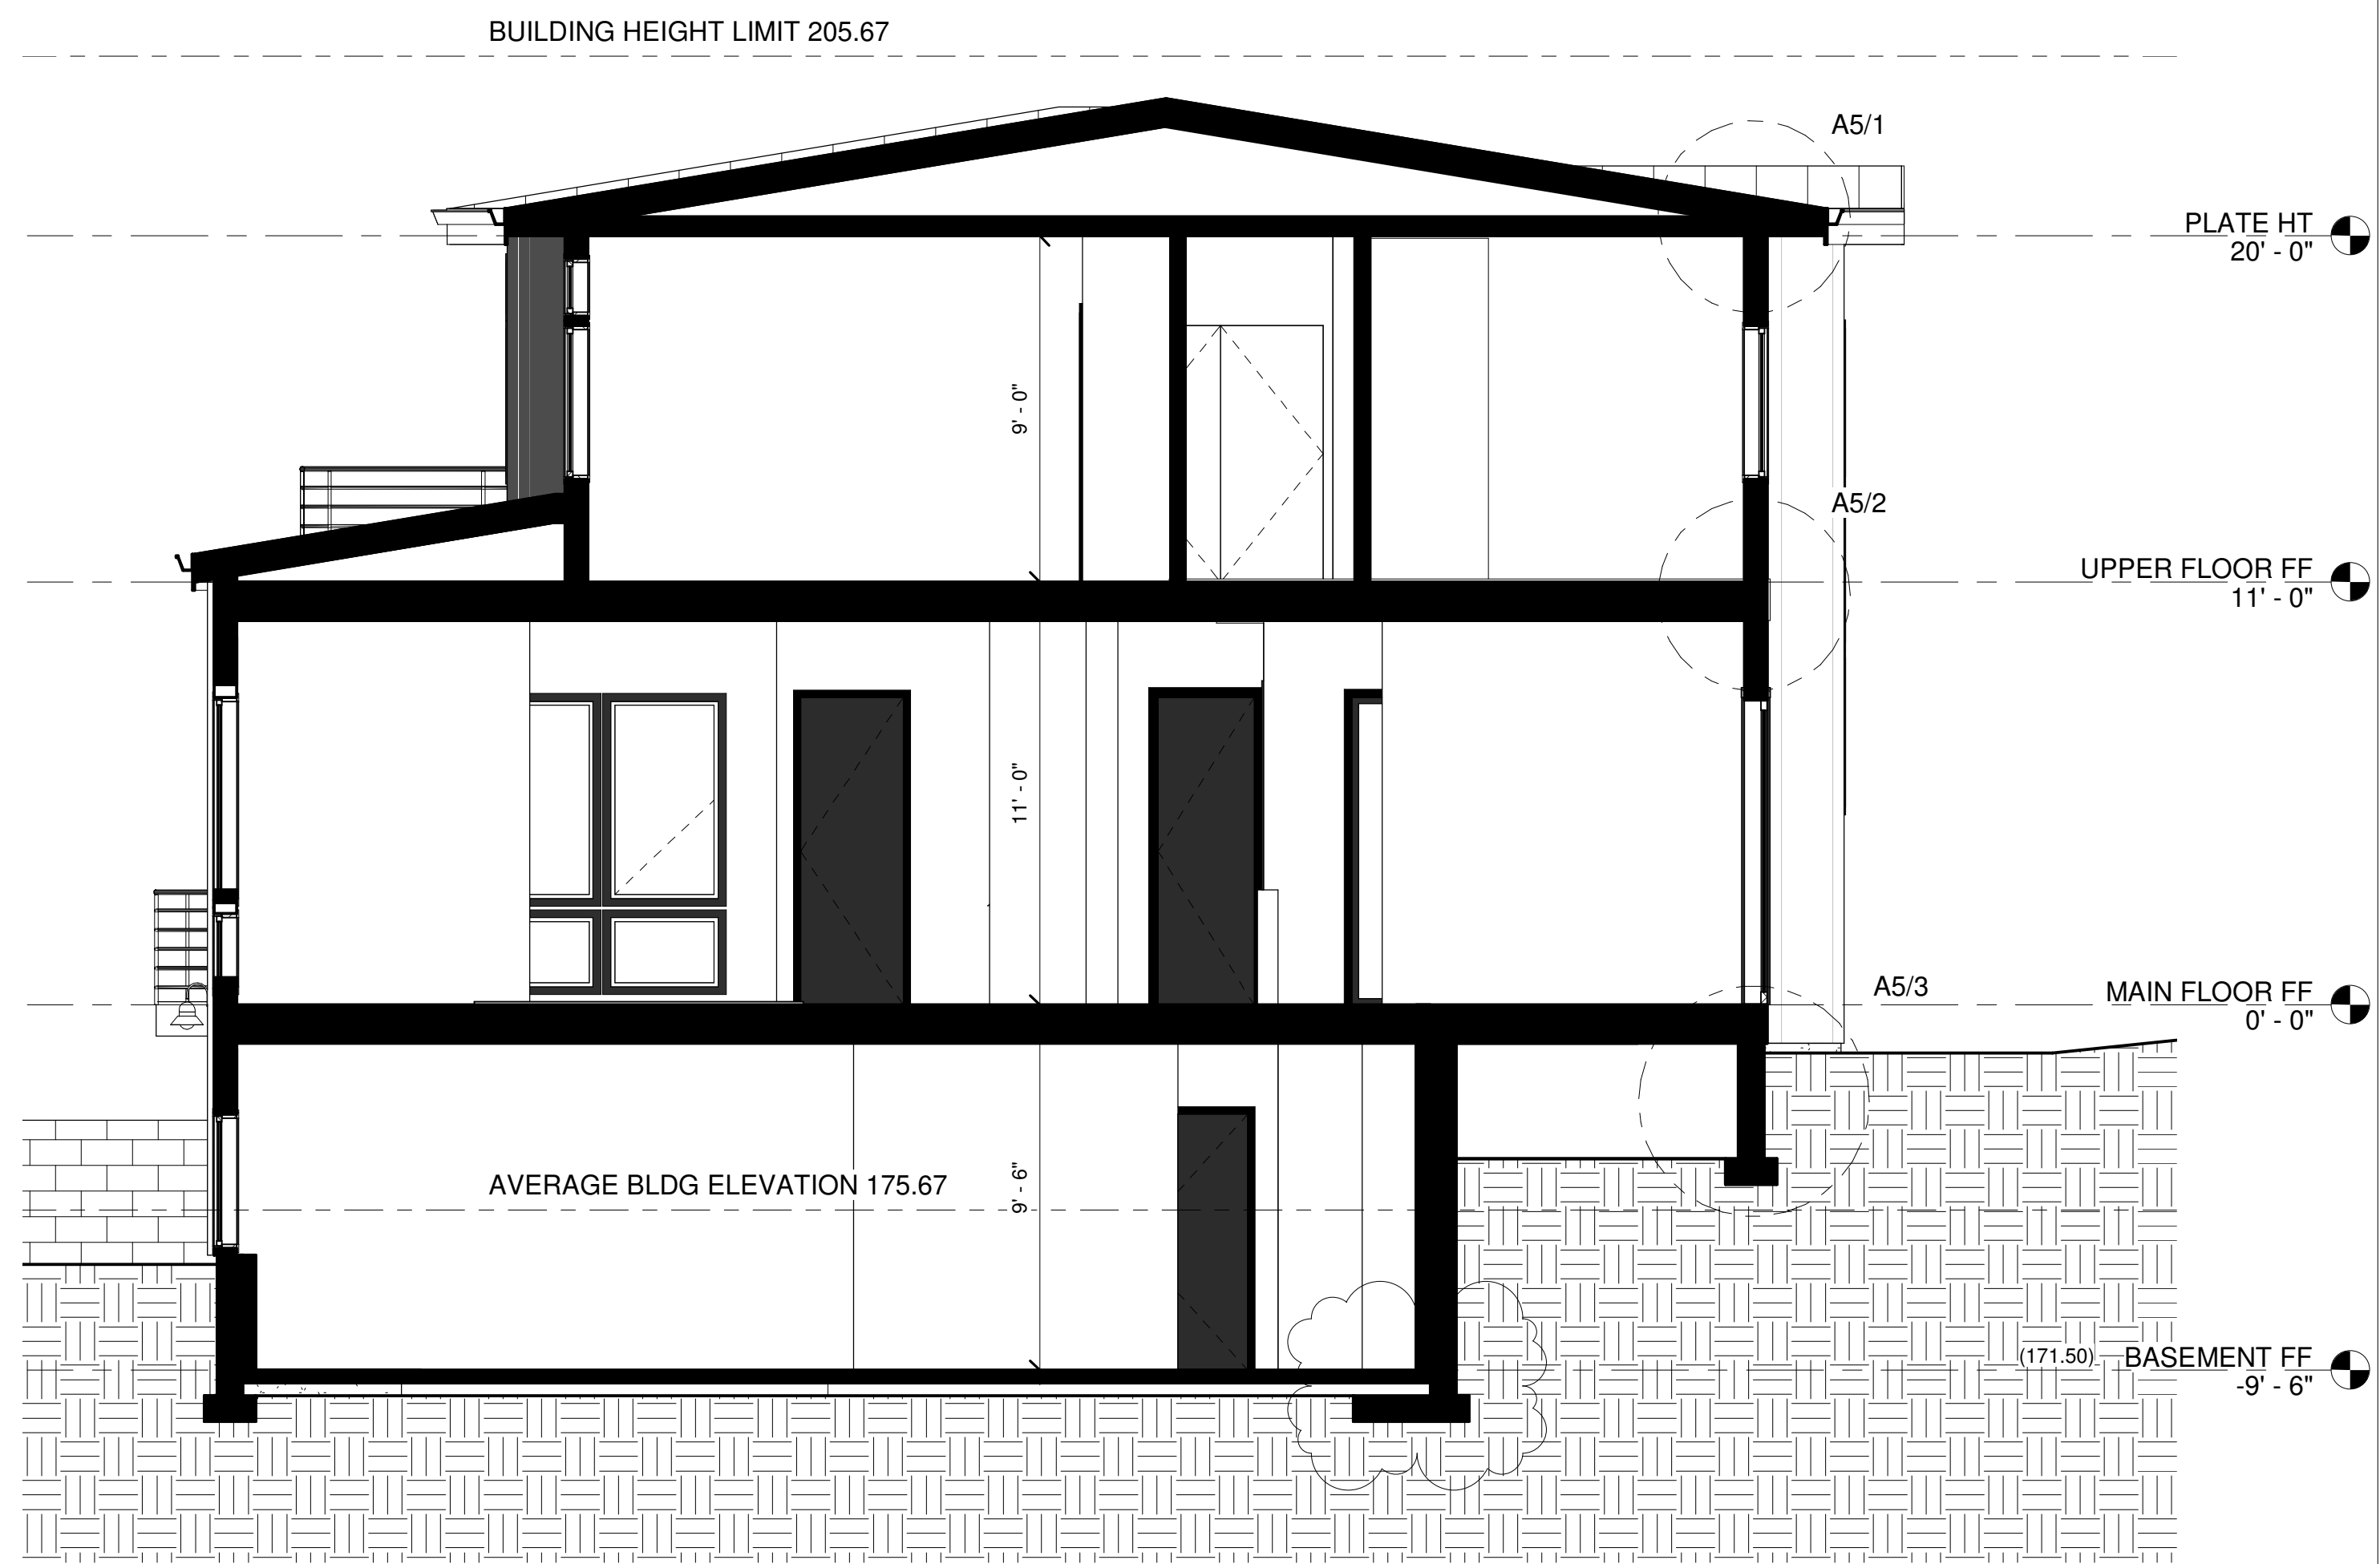 BUILDING HEIGHT LIMIT 205.67
A5/1
PLATE HT
20' - 0"
9' - 0"
A5/2
UPPER FLOOR FF
11' - 0"
11' - 0"
A5/3
MAIN FLOOR FF
0' - 0"
AVERAGE BLDG ELEVATION 175.67
9' - 6"
(171.50)
BASEMENT FF
-9' - 6"